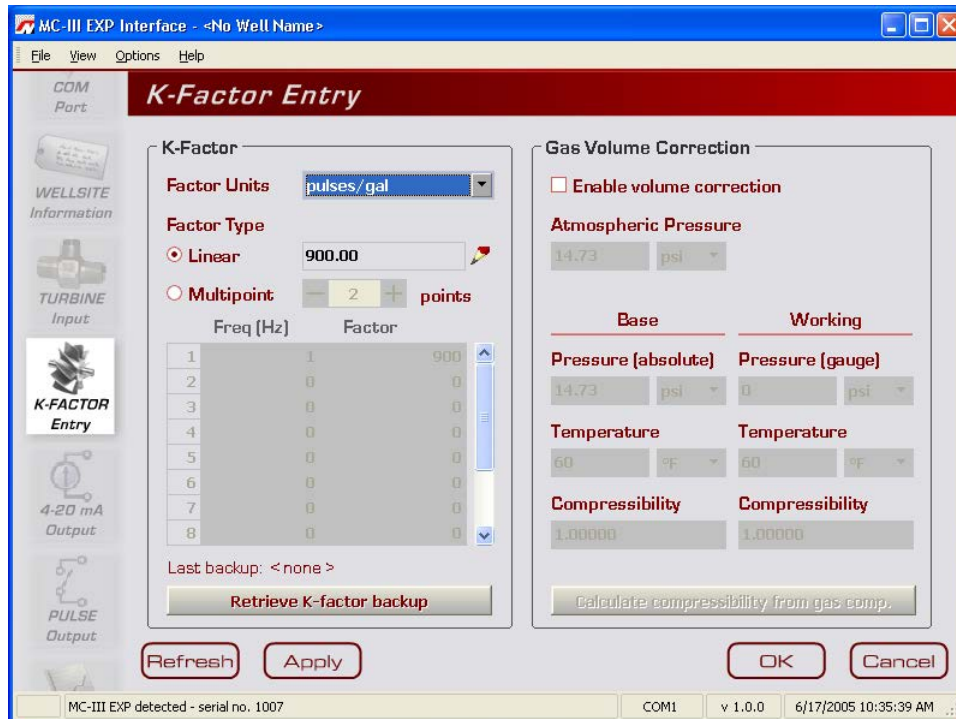 MC-III EXP Interface - <No Well Name>
File View Options Help
COM
Port
WELLSITE
Information
TURBINE
Input
K-FACTOR
Entry
4-20 mA
Output
PULSE
Output
K-Factor Entry
K-Factor
Factor Units pulses/gal
Factor Type
Linear 900.00
Multipoint 2 points
Freq (Hz) Factor
1 1 900
2 0 0
3 0 0
4 0 0
5 0 0
6 0 0
7 0 0
8 0 0
Last backup: < none >
Retrieve K-factor backup
Gas Volume Correction
Enable volume correction
Atmospheric Pressure
14.73 psi
Base Working
Pressure (absolute) Pressure (gauge)
14.73 psi 0 psi
Temperature Temperature
60 °F 60 °F
Compressibility Compressibility
1.00000 1.00000
Calculate compressibility from gas comp.
Refresh Apply OK Cancel
MC-III EXP detected - serial no. 1007 COM1 v 1.0.0 6/17/2005 10:35:39 AM